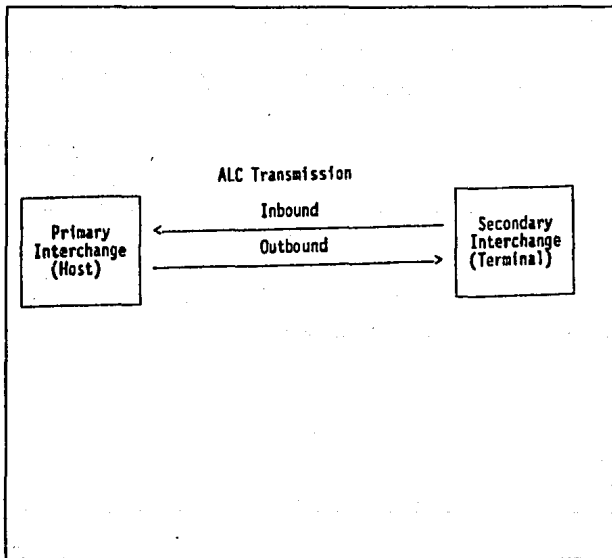 ALC Transmission
Inbound
Outbound
Primary
Interchange
(Host)
Secondary
Interchange
(Terminal)